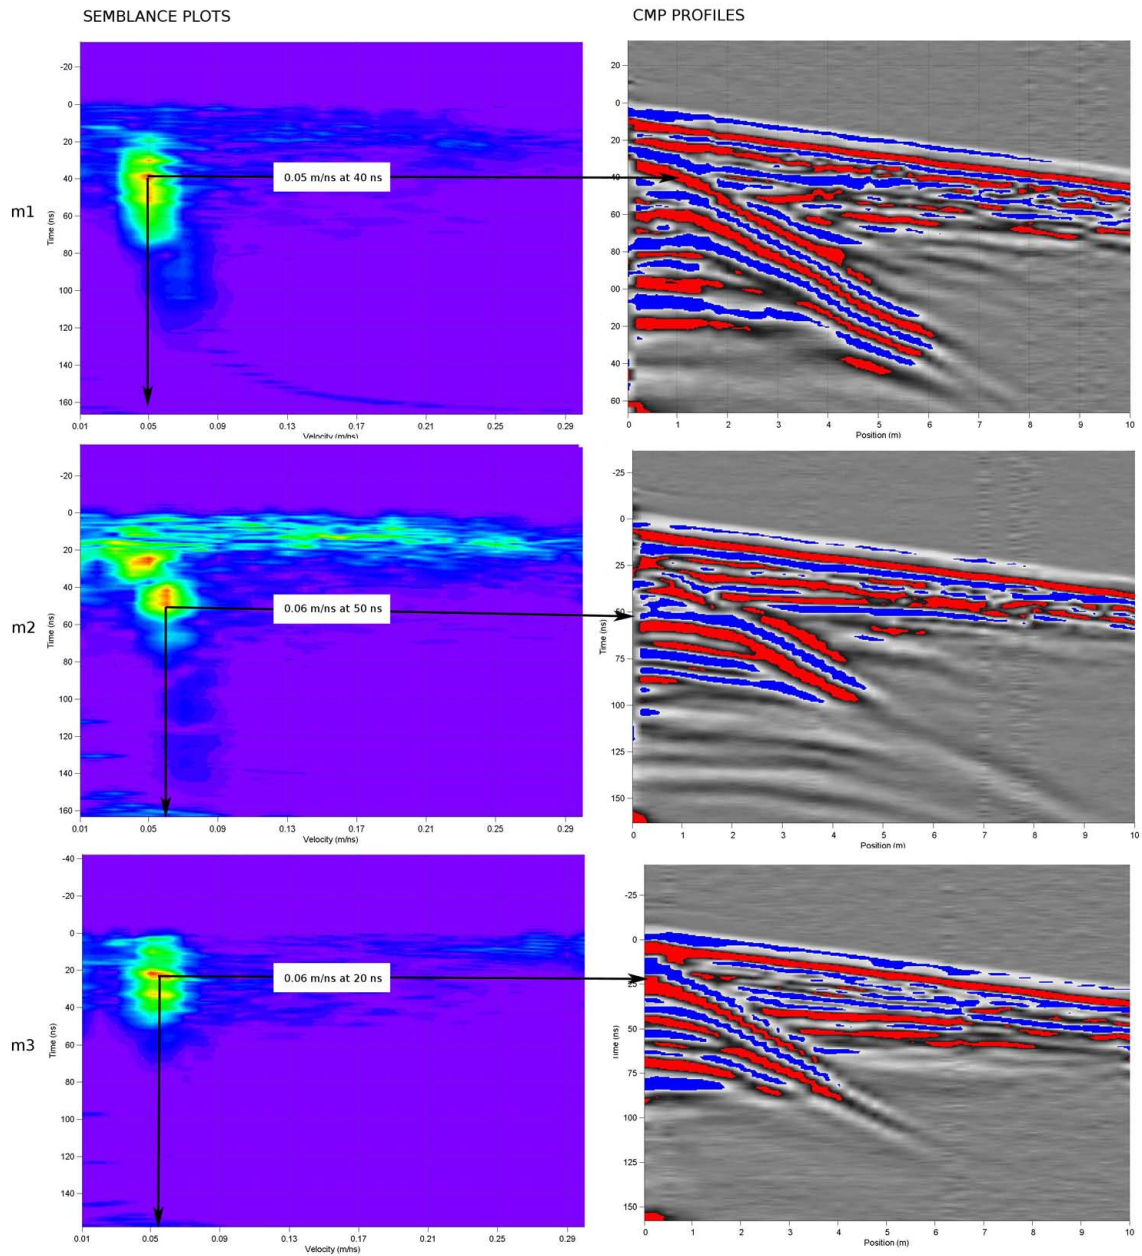 SEMBLANCE PLOTS
CMP PROFILES
m1
-20
0
20
40
60
80
100
120
140
160
Time (ns)
0.05 m/ns at 40 ns
0.01 0.05 0.09 0.13 0.17 0.21 0.25 0.29
Velocity (m/ns)
20
0
20
40
60
80
00
20
40
60
0 1 2 3 4 5 6 7 8 9 10
Position (m)
m2
-20
0
20
40
60
80
100
120
140
160
Time (ns)
0.06 m/ns at 50 ns
0.01 0.05 0.09 0.13 0.17 0.21 0.25 0.29
Velocity (m/ns)
-25
0
25
50
75
100
125
150
Time (ns)
0 1 2 3 4 5 6 7 8 9 10
Position (m)
m3
-40
-20
0
20
40
60
80
100
120
140
Time (ns)
0.06 m/ns at 20 ns
0.01 0.05 0.09 0.13 0.17 0.21 0.25 0.29
Velocity (m/ns)
-25
0
25
50
75
100
125
150
Time (ns)
0 1 2 3 4 5 6 7 8 9 10
Position (m)